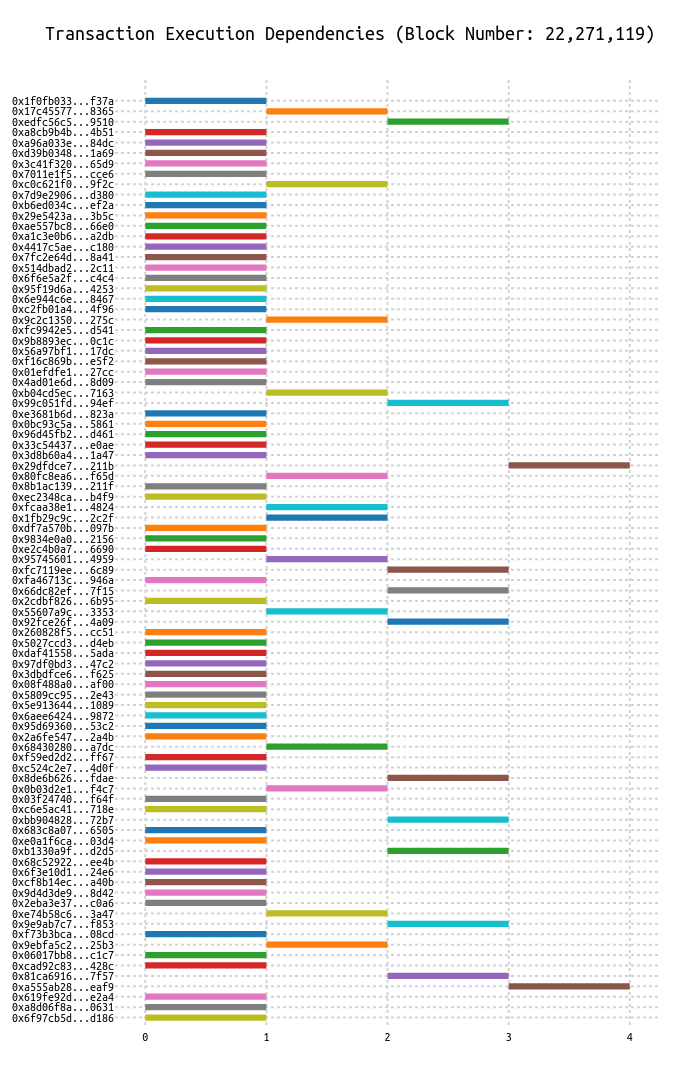 Transaction Execution Dependencies (Block Number: 22,271,119)
0x1f0fb033...f37a
0x17c45577...8365
0xedfc56c5...9510
0xa8cb9b4b...4b51
0xa96a033e...84dc
0xd39b0348...1a69
0x3c41f320...65d9
0x7011e1f5...cce6
0xc0c621f0...9f2c
0x7d9e2906...d380
0xb6ed034c...ef2a
0x29e5423a...3b5c
0xae557bc8...66e0
0xa1c3e0b6...a2db
0x4417c5ae...c180
0x7fc2e64d...8a41
0x514dbad2...2c11
0x6f6e5a2f...c4c4
0x95f19d6a...4253
0x6e944c6e...8467
0xc2fb01a4...4f96
0x9c2c1350...275c
0xfc9942e5...d541
0x9b8893ec...0c1c
0x56a97bf1...17dc
0xf16c869b...e5f2
0x01efdfe1...27cc
0x4ad01e6d...8d09
0xb04cd5ec...7163
0x99c051fd...94ef
0xe3681b6d...823a
0x0bc93c5a...5861
0x96d45fb2...d461
0x33c54437...e0ae
0x3d8b60a4...1a47
0x29dfdce7...211b
0x80fc8ea6...f65d
0x8b1ac139...211f
0xec2348ca...b4f9
0xfcaa38e1...4824
0x1fb29c9c...2c2f
0xdf7a570b...097b
0x9834e0a0...2156
0xe2c4b0a7...6690
0x95745601...4959
0xfc7119ee...6c89
0xfa46713c...946a
0x66dc82ef...7f15
0x2cdbf826...6b95
0x55607a9c...3353
0x92fce26f...4a09
0x260828f5...cc51
0x5027ccd3...d4eb
0xdaf41558...5ada
0x97df0bd3...47c2
0x3dbdfce6...f625
0x08f488a0...af00
0x5809cc95...2e43
0x5e913644...1089
0x6aee6424...9872
0x95d69360...53c2
0x2a6fe547...2a4b
0x68430280...a7dc
0xf59ed2d2...ff67
0xc524c2e7...4d0f
0x8de6b626...fdae
0x0b03d2e1...f4c7
0x03f24740...f64f
0xc6e5ac41...718e
0xbb904828...72b7
0x683c8a07...6505
0xe0a1f6ca...03d4
0xb1330a9f...d2d5
0x68c52922...ee4b
0x6f3e10d1...24e6
0xcf8b14ec...a40b
0x9d4d3de9...8d42
0x2eba3e37...c0a6
0xe74b58c6...3a47
0x9e9ab7c7...f853
0xf73b3bca...08cd
0x9ebfa5c2...25b3
0x06017bb8...c1c7
0xcad92c83...428c
0x81ca6916...7f57
0xa555ab28...eaf9
0x619fe92d...e2a4
0xa8d06f8a...0631
0x6f97cb5d...d186
0 1 2 3 4